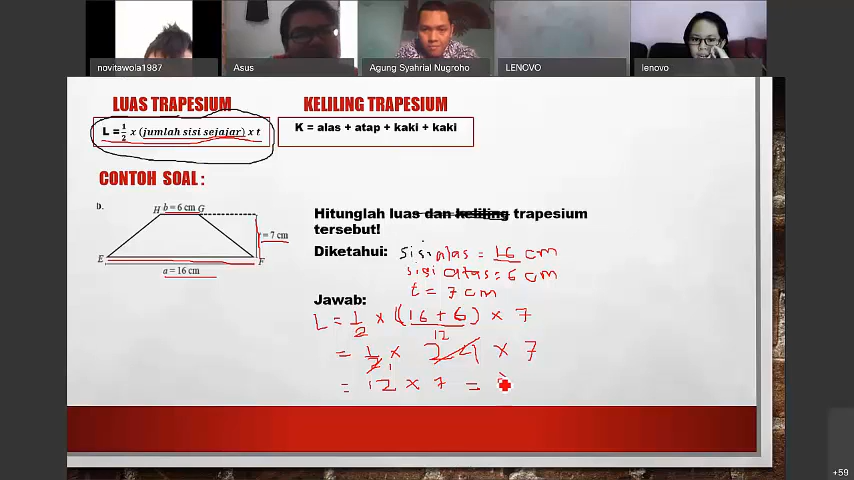 novitawola1987
Asus
Agung Syahrial Nugroho
LENOVO
lenovo
LUAS TRAPESIUM
KELILING TRAPESIUM
L = 1/2 x (jumlah sisi sejajar) x t
K = alas + atap + kaki + kaki
CONTOH SOAL :
b.
H b = 6 cm G
t = 7 cm
E F
a = 16 cm
Hitunglah luas dan keliling trapesium
tersebut!
Diketahui: sisi alas = 16 cm
sisi atas = 6 cm
t = 7 cm
Jawab:
L = 1/2 x (16 + 6) x 7
12
= 1/2 x 24 x 7
1
= 12 x 7 =
+59